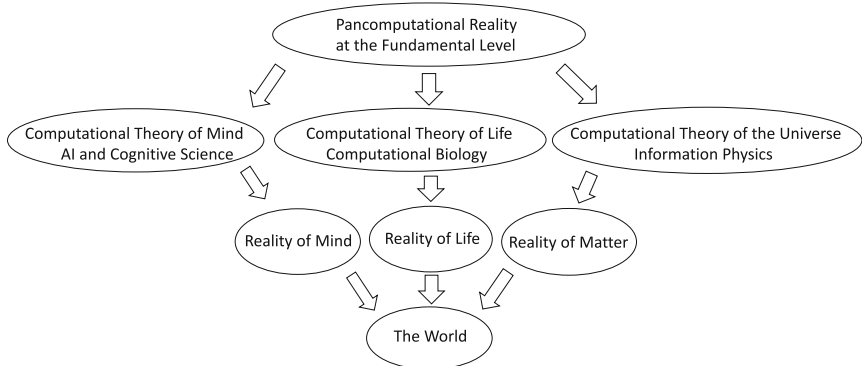 Pancomputational Reality
at the Fundamental Level
Computational Theory of Mind
AI and Cognitive Science
Computational Theory of Life
Computational Biology
Computational Theory of the Universe
Information Physics
Reality of Mind
Reality of Life
Reality of Matter
The World